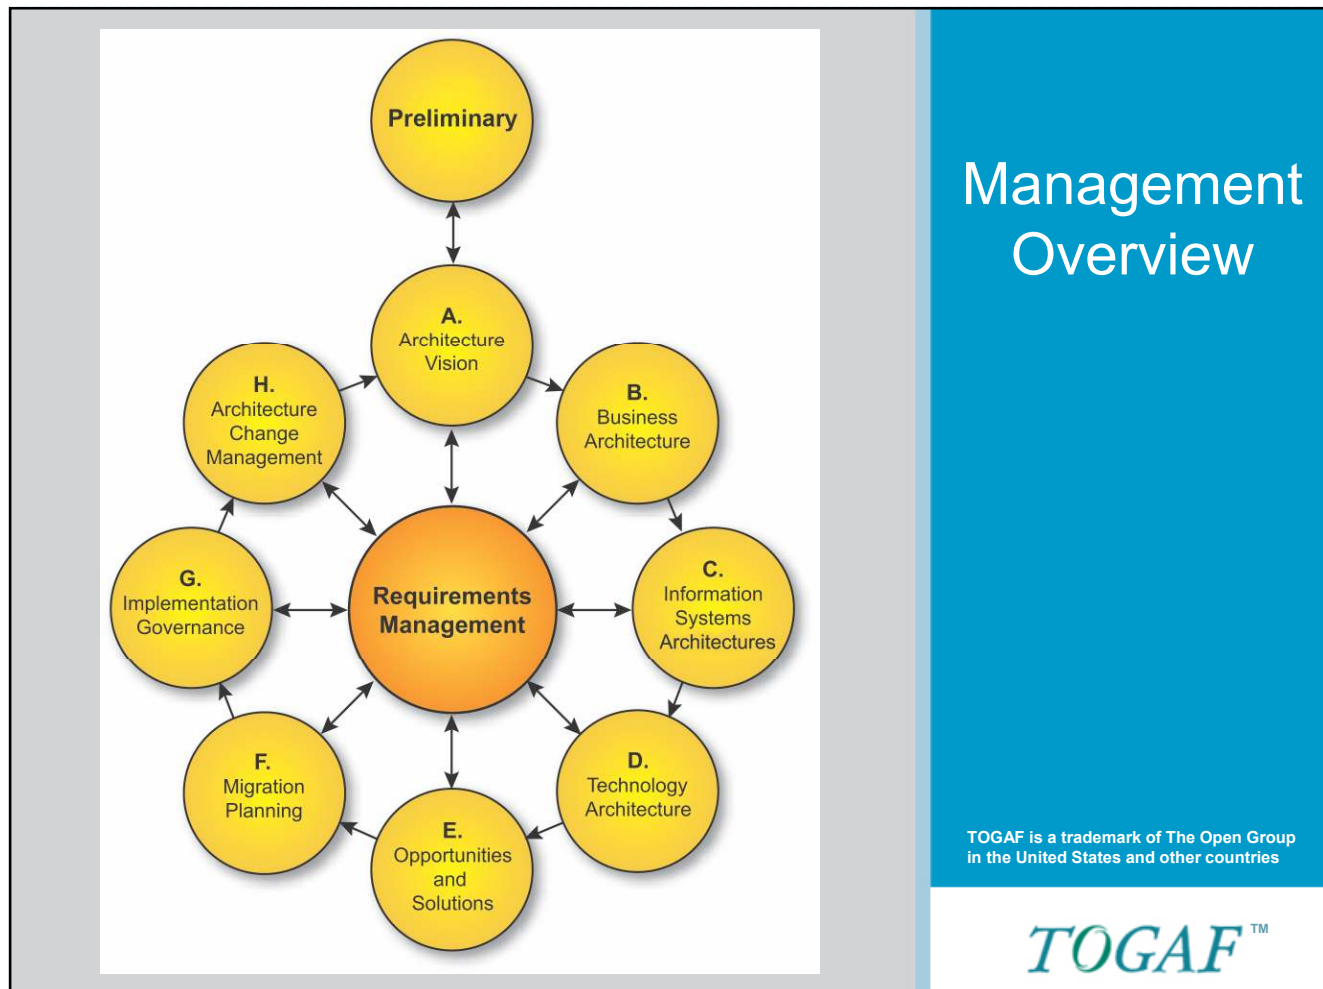 Preliminary
A.
Architecture
Vision
B.
Business
Architecture
C.
Information
Systems
Architectures
D.
Technology
Architecture
E.
Opportunities
and
Solutions
F.
Migration
Planning
G.
Implementation
Governance
H.
Architecture
Change
Management
Requirements
Management
Management
Overview
TOGAF is a trademark of The Open Group
in the United States and other countries
TOGAF™